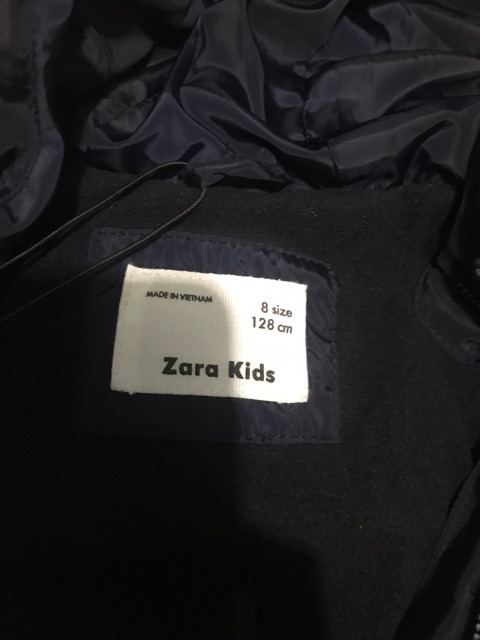 MADE IN VIETNAM
8 size
128 cm
Zara Kids